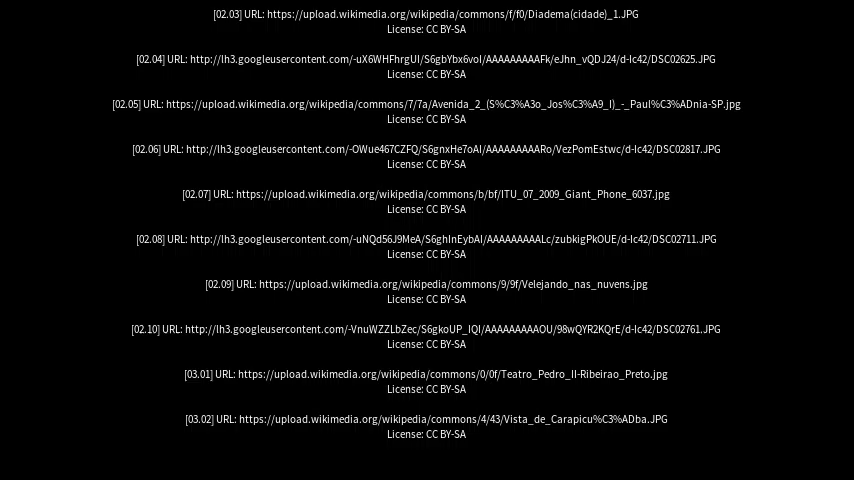 [02.03] URL: https://upload.wikimedia.org/wikipedia/commons/f/f0/Diadema(cidade)_1.JPG
License: CC BY-SA
[02.04] URL: http://lh3.googleusercontent.com/-uX6WHFhrgUI/S6gbYbx6voI/AAAAAAAAAFk/eJhn_vQDJ24/d-Ic42/DSC02625.JPG
License: CC BY-SA
[02.05] URL: https://upload.wikimedia.org/wikipedia/commons/7/7a/Avenida_2_(S%C3%A3o_Jos%C3%A9_I)_-_Paul%C3%ADnia-SP.jpg
License: CC BY-SA
[02.06] URL: http://lh3.googleusercontent.com/-OWue467CZFQ/S6gnxHe7oAI/AAAAAAAAARo/VezPomEstwc/d-Ic42/DSC02817.JPG
License: CC BY-SA
[02.07] URL: https://upload.wikimedia.org/wikipedia/commons/b/bf/ITU_07_2009_Giant_Phone_6037.jpg
License: CC BY-SA
[02.08] URL: http://lh3.googleusercontent.com/-uNQd56J9MeA/S6ghInEybAI/AAAAAAAAALc/zubkigPkOUE/d-Ic42/DSC02711.JPG
License: CC BY-SA
[02.09] URL: https://upload.wikimedia.org/wikipedia/commons/9/9f/Velejando_nas_nuvens.jpg
License: CC BY-SA
[02.10] URL: http://lh3.googleusercontent.com/-VnuWZZLbZec/S6gkoUP_IQI/AAAAAAAAAOU/98wQYR2KQrE/d-Ic42/DSC02761.JPG
License: CC BY-SA
[03.01] URL: https://upload.wikimedia.org/wikipedia/commons/0/0f/Teatro_Pedro_II-Ribeirao_Preto.jpg
License: CC BY-SA
[03.02] URL: https://upload.wikimedia.org/wikipedia/commons/4/43/Vista_de_Carapicu%C3%ADba.JPG
License: CC BY-SA